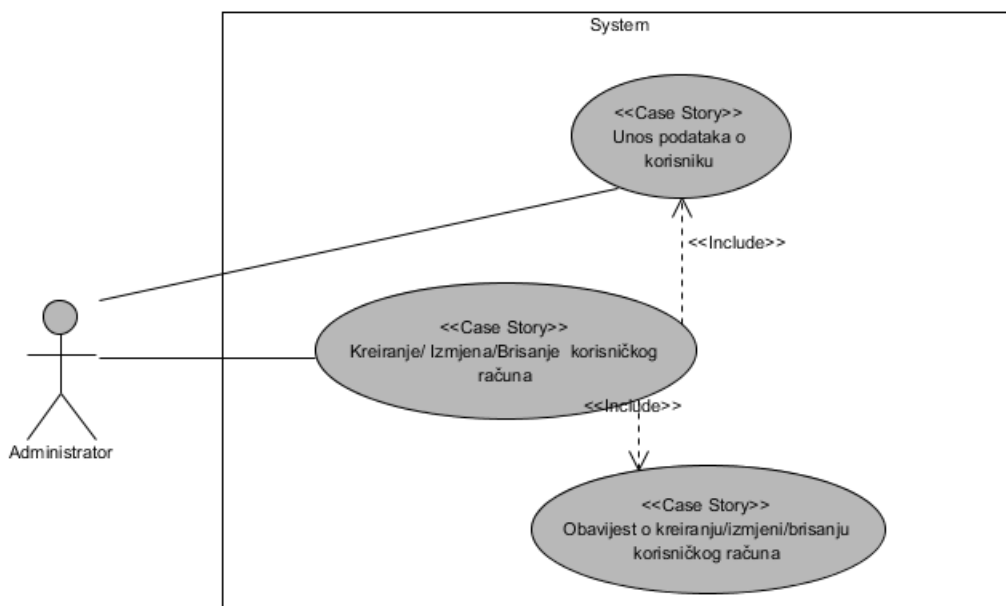 System
<<Case Story>>
Unos podataka o
korisniku
<<Include>>
<<Case Story>>
Kreiranje/ Izmjena/Brisanje korisničkog
računa
<<Include>>
Administrator
<<Case Story>>
Obavijest o kreiranju/izmjeni/brisanju
korisničkog računa